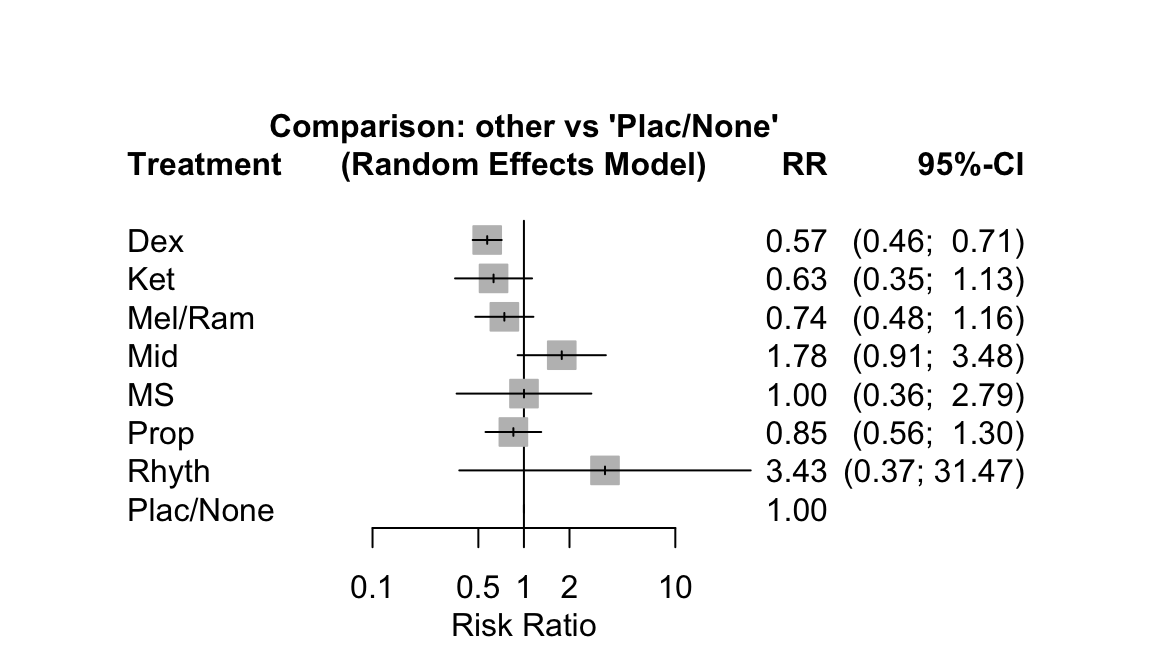 Comparison: other vs 'Plac/None'
Treatment (Random Effects Model) RR 95%-CI
Dex 0.57 (0.46; 0.71)
Ket 0.63 (0.35; 1.13)
Mel/Ram 0.74 (0.48; 1.16)
Mid 1.78 (0.91; 3.48)
MS 1.00 (0.36; 2.79)
Prop 0.85 (0.56; 1.30)
Rhyth 3.43 (0.37; 31.47)
Plac/None 1.00
0.1 0.5 1 2 10
Risk Ratio